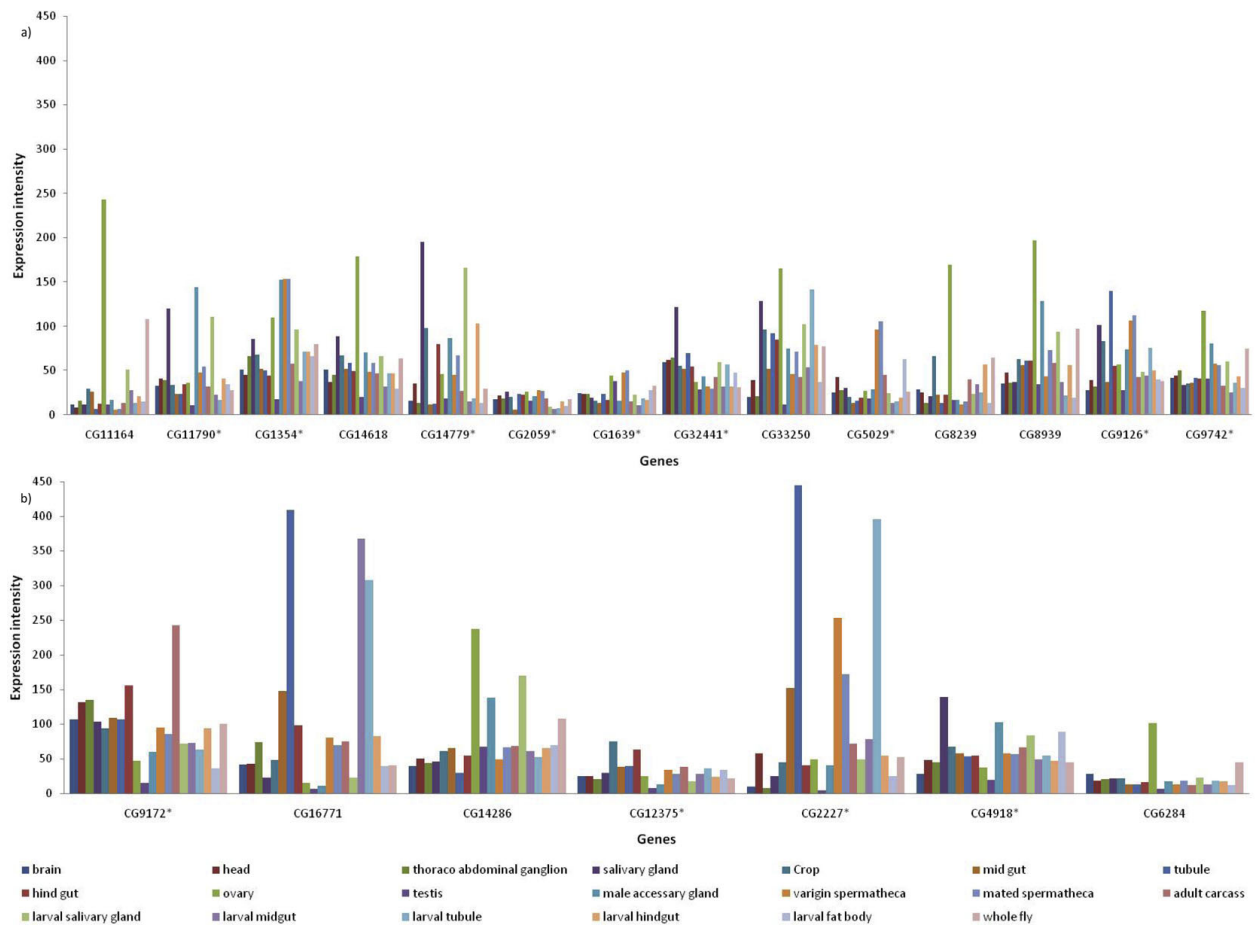 a)
450
400
350
300
250
200
150
100
50
0
Expression intensity
CG11164 CG11790* CG1354* CG14618 CG14779* CG2059* CG1639* CG32441* CG33250 CG5029* CG8239 CG8939 CG9126* CG9742*
Genes
b)
450
400
350
300
250
200
150
100
50
0
Expression intensity
CG9172* CG16771 CG14286 CG12375* CG2227* CG4918* CG6284
Genes
brain head thoraco abdominal ganglion salivary gland Crop mid gut tubule
hind gut ovary testis male accessary gland varigin spermatheca mated spermatheca adult carcass
larval salivary gland larval midgut larval tubule larval hindgut larval fat body whole fly